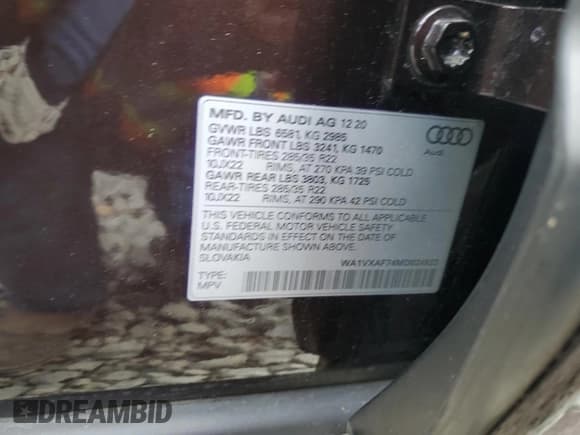 MFD. BY AUDI AG 12 20
GVWR LBS 6581, KG 2985
GAWR FRONT LBS 3241, KG 1470
FRONT-TIRES 285/35 R22
10JX22 RIMS, AT 270 KPA 39 PSI COLD
GAWR REAR LBS 3803, KG 1725
REAR-TIRES 285/35 R22
10JX22 RIMS, AT 290 KPA 42 PSI COLD
Audi
THIS VEHICLE CONFORMS TO ALL APPLICABLE
U.S. FEDERAL MOTOR VEHICLE SAFETY
STANDARDS IN EFFECT ON THE DATE OF
MANUFACTURE SHOWN ABOVE.
SLOVAKIA
TYPE:
MPV
DREAMBID